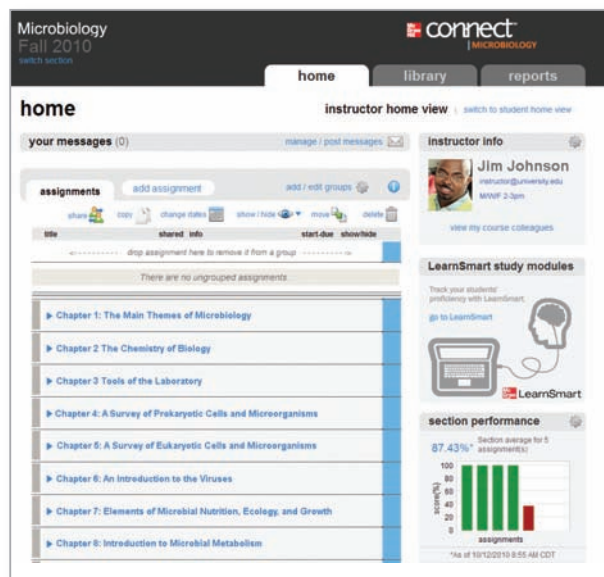 Microbiology
Fall 2010
switch section
Mc Graw Hill connect
MICROBIOLOGY
home
library
reports
home
instructor home view | switch to student home view
your messages (0)
manage / post messages
assignments
add assignment
add / edit groups
share
copy
change dates
show / hide
move
delete
title
shared
info
start-due
show/hide
drop assignment here to remove it from a group
There are no ungrouped assignments
Chapter 1: The Main Themes of Microbiology
Chapter 2 The Chemistry of Biology
Chapter 3 Tools of the Laboratory
Chapter 4: A Survey of Prokaryotic Cells and Microorganisms
Chapter 5: A Survey of Eukaryotic Cells and Microorganisms
Chapter 6: An Introduction to the Viruses
Chapter 7: Elements of Microbial Nutrition, Ecology, and Growth
Chapter 8: Introduction to Microbial Metabolism
instructor info
Jim Johnson
instructor@university.edu
M/W/F 2-3pm
view my course colleagues
LearnSmart study modules
Track your students'
proficiency with LearnSmart.
go to LearnSmart
LearnSmart
section performance
87.43%*
Section average for 5
assignment(s)
score(%)
100
80
60
40
20
0
assignments
*As of 10/12/2010 8:55 AM CDT